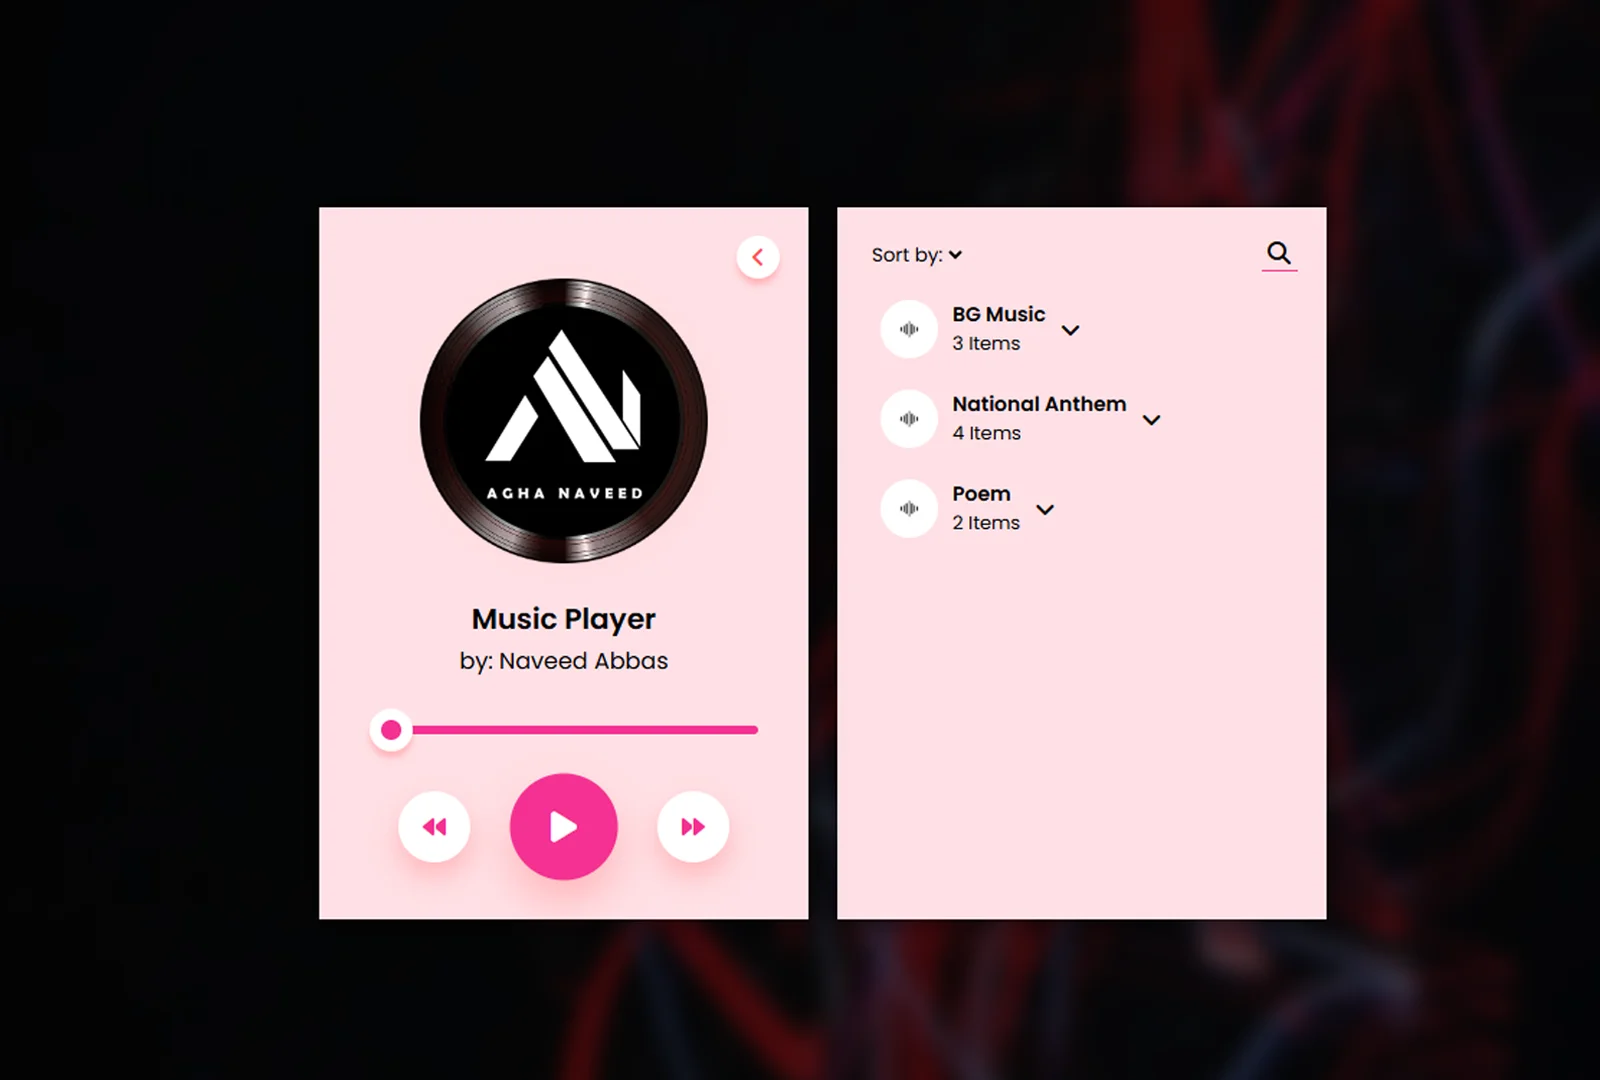 AGHA NAVEED
Music Player
by: Naveed Abbas
Sort by:
BG Music
3 Items
National Anthem
4 Items
Poem
2 Items